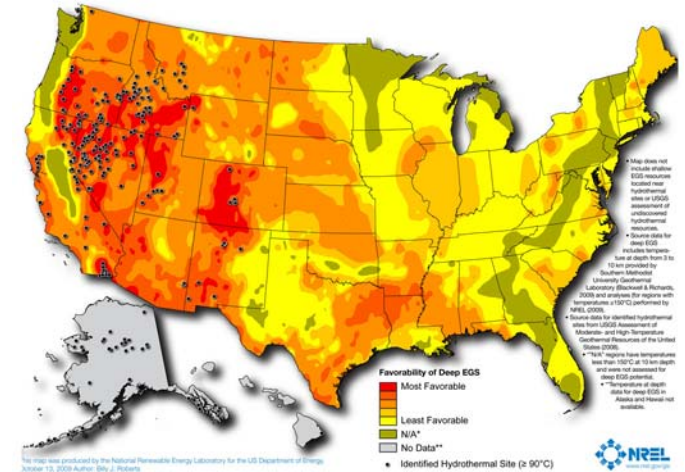 • Map does not
include shallow
EGS resources
located near
hydrothermal
sites or USGS
assessment of
undiscovered
hydrothermal
resources.
• Source data for
deep EGS
includes tempera-
ture at depth from 3 to
10 km provided by
Southern Methodist
University Geothermal
Laboratory (Blackwell & Richards,
2009) and analyses (for regions with
temperatures ≥150°C) performed by
NREL (2009).
• Source data for identified hydrothermal
sites from USGS Assessment of
Moderate- and High-Temperature
Geothermal Resources of the United
States (2008).
• *"N/A" regions have temperatures
less than 150°C at 10 km depth
and were not assessed for
deep EGS potential.
• **Temperature at depth
data for deep EGS in
Alaska and Hawaii not
available.
Favorability of Deep EGS
Most Favorable
Least Favorable
N/A*
No Data**
Identified Hydrothermal Site (≥ 90°C)
This map was produced by the National Renewable Energy Laboratory for the US Department of Energy.
October 13, 2009 Author: Billy J. Roberts
NREL
www.nrel.gov/gis